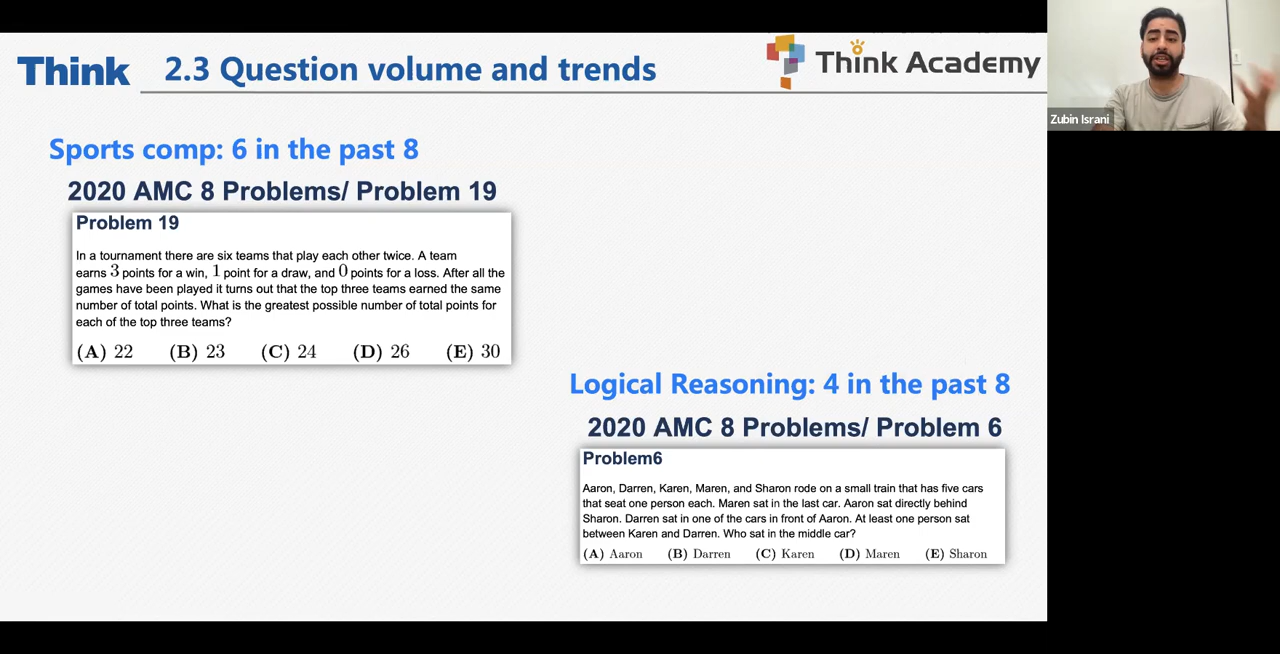 Think
2.3 Question volume and trends
Think Academy
Zubin Israni
Sports comp: 6 in the past 8
2020 AMC 8 Problems/ Problem 19
Problem 19
In a tournament there are six teams that play each other twice. A team
earns 3 points for a win, 1 point for a draw, and 0 points for a loss. After all the
games have been played it turns out that the top three teams earned the same
number of total points. What is the greatest possible number of total points for
each of the top three teams?
(A) 22 (B) 23 (C) 24 (D) 26 (E) 30
Logical Reasoning: 4 in the past 8
2020 AMC 8 Problems/ Problem 6
Problem6
Aaron, Darren, Karen, Maren, and Sharon rode on a small train that has five cars
that seat one person each. Maren sat in the last car. Aaron sat directly behind
Sharon. Darren sat in one of the cars in front of Aaron. At least one person sat
between Karen and Darren. Who sat in the middle car?
(A) Aaron (B) Darren (C) Karen (D) Maren (E) Sharon